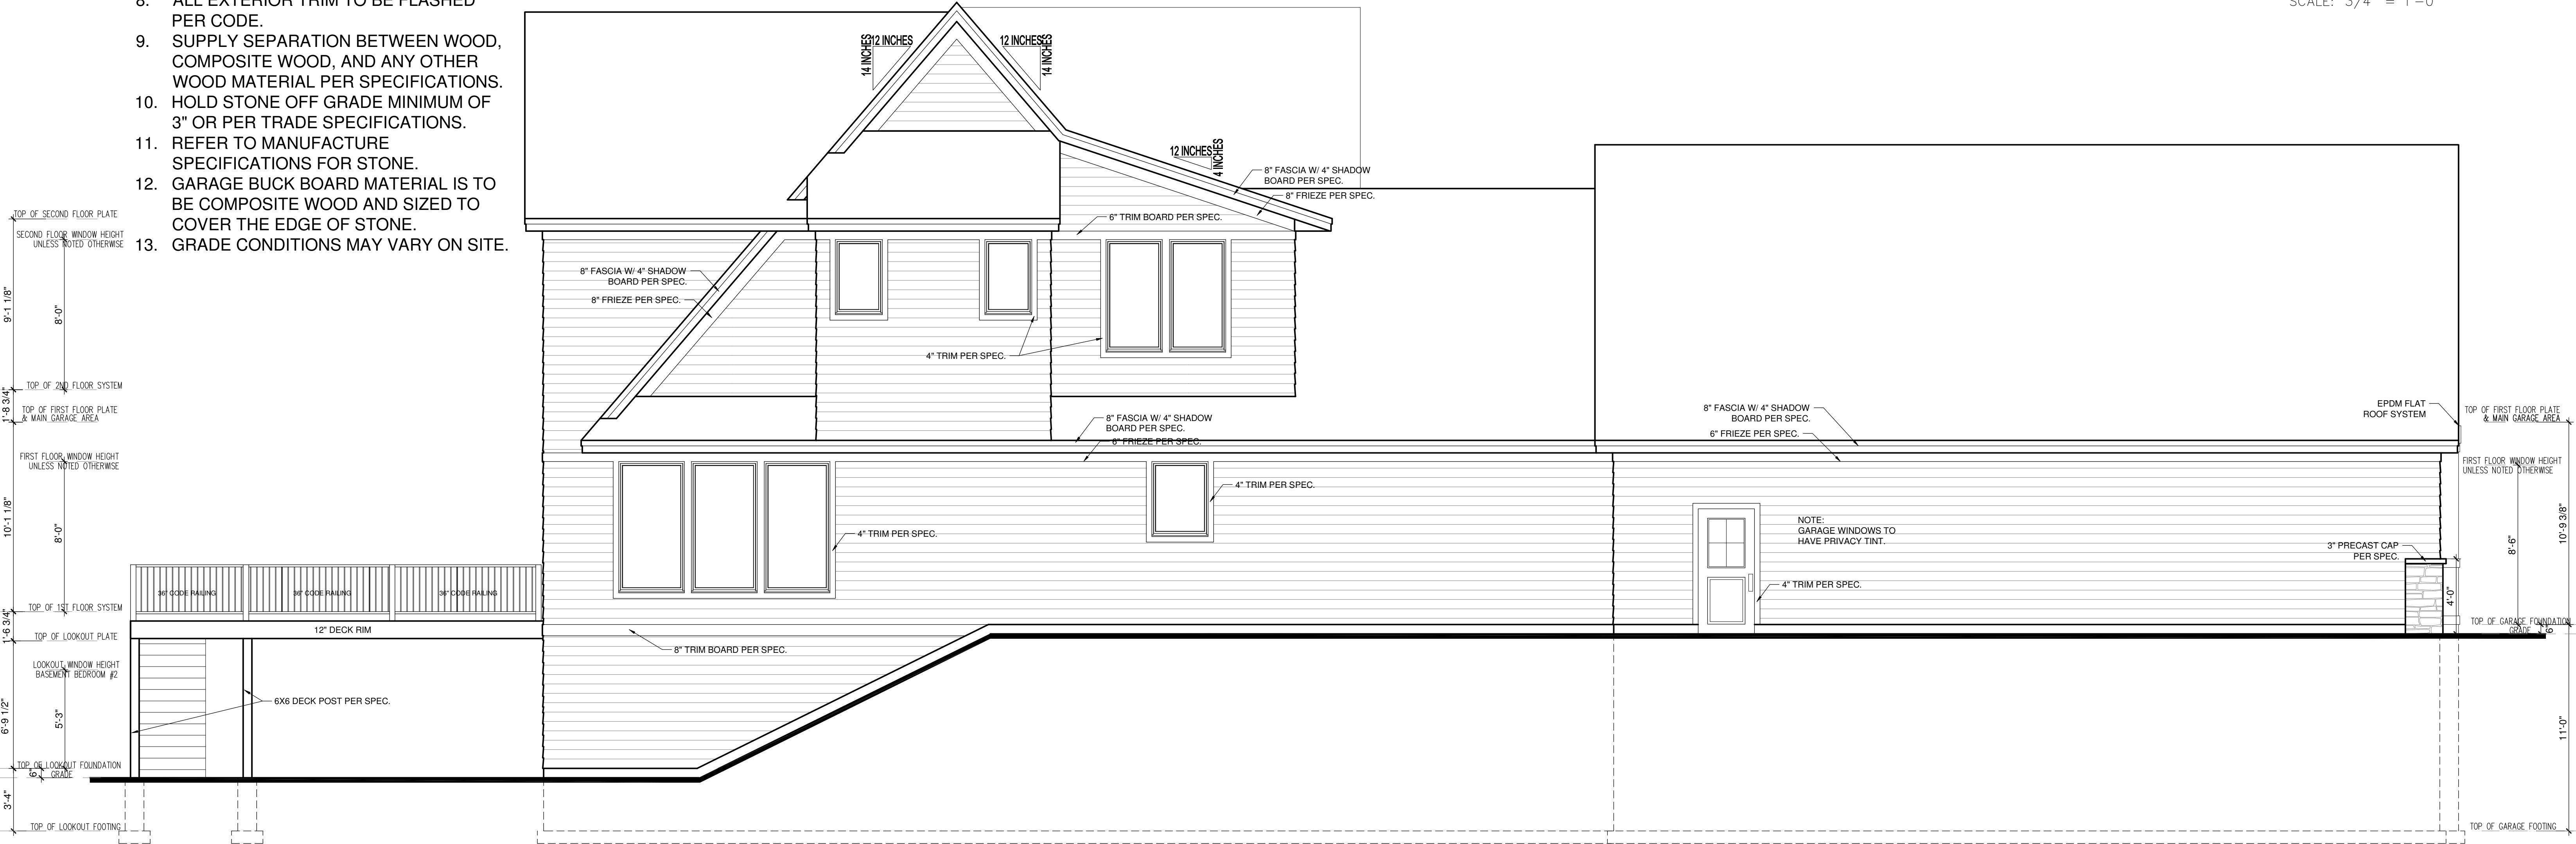 8. ALL EXTERIOR TRIM TO BE FLASHED
PER CODE.
9. SUPPLY SEPARATION BETWEEN WOOD,
COMPOSITE WOOD, AND ANY OTHER
WOOD MATERIAL PER SPECIFICATIONS.
10. HOLD STONE OFF GRADE MINIMUM OF
3" OR PER TRADE SPECIFICATIONS.
11. REFER TO MANUFACTURE
SPECIFICATIONS FOR STONE.
12. GARAGE BUCK BOARD MATERIAL IS TO
BE COMPOSITE WOOD AND SIZED TO
COVER THE EDGE OF STONE.
13. GRADE CONDITIONS MAY VARY ON SITE.
SCALE: 3/4" = 1'-0"
12 INCHES
14 INCHES
12 INCHES
14 INCHES
12 INCHES
4 INCHES
8" FASCIA W/ 4" SHADOW
BOARD PER SPEC.
8" FRIEZE PER SPEC.
6" TRIM BOARD PER SPEC.
TOP OF SECOND FLOOR PLATE
SECOND FLOOR WINDOW HEIGHT
UNLESS NOTED OTHERWISE
9'-1 1/8"
8'-0"
8" FASCIA W/ 4" SHADOW
BOARD PER SPEC.
8" FRIEZE PER SPEC.
4" TRIM PER SPEC.
TOP OF 2ND FLOOR SYSTEM
1'-8 3/4"
TOP OF FIRST FLOOR PLATE
& MAIN GARAGE AREA
8" FASCIA W/ 4" SHADOW
BOARD PER SPEC.
6" FRIEZE PER SPEC.
8" FASCIA W/ 4" SHADOW
BOARD PER SPEC.
6" FRIEZE PER SPEC.
EPDM FLAT
ROOF SYSTEM
TOP OF FIRST FLOOR PLATE
& MAIN GARAGE AREA
FIRST FLOOR WINDOW HEIGHT
UNLESS NOTED OTHERWISE
FIRST FLOOR WINDOW HEIGHT
UNLESS NOTED OTHERWISE
10'-1 1/8"
8'-0"
4" TRIM PER SPEC.
4" TRIM PER SPEC.
NOTE:
GARAGE WINDOWS TO
HAVE PRIVACY TINT.
3" PRECAST CAP
PER SPEC.
8'-6"
10'-9 3/8"
4" TRIM PER SPEC.
4'-0"
36" CODE RAILING
36" CODE RAILING
36" CODE RAILING
TOP OF 1ST FLOOR SYSTEM
1'-6 3/4"
12" DECK RIM
TOP OF LOOKOUT PLATE
8" TRIM BOARD PER SPEC.
TOP OF GARAGE FOUNDATION
GRADE
6"
LOOKOUT WINDOW HEIGHT
BASEMENT BEDROOM #2
6'-9 1/2"
5'-3"
6X6 DECK POST PER SPEC.
11'-0"
TOP OF LOOKOUT FOUNDATION
GRADE
6"
3'-4"
TOP OF LOOKOUT FOOTING
TOP OF GARAGE FOOTING